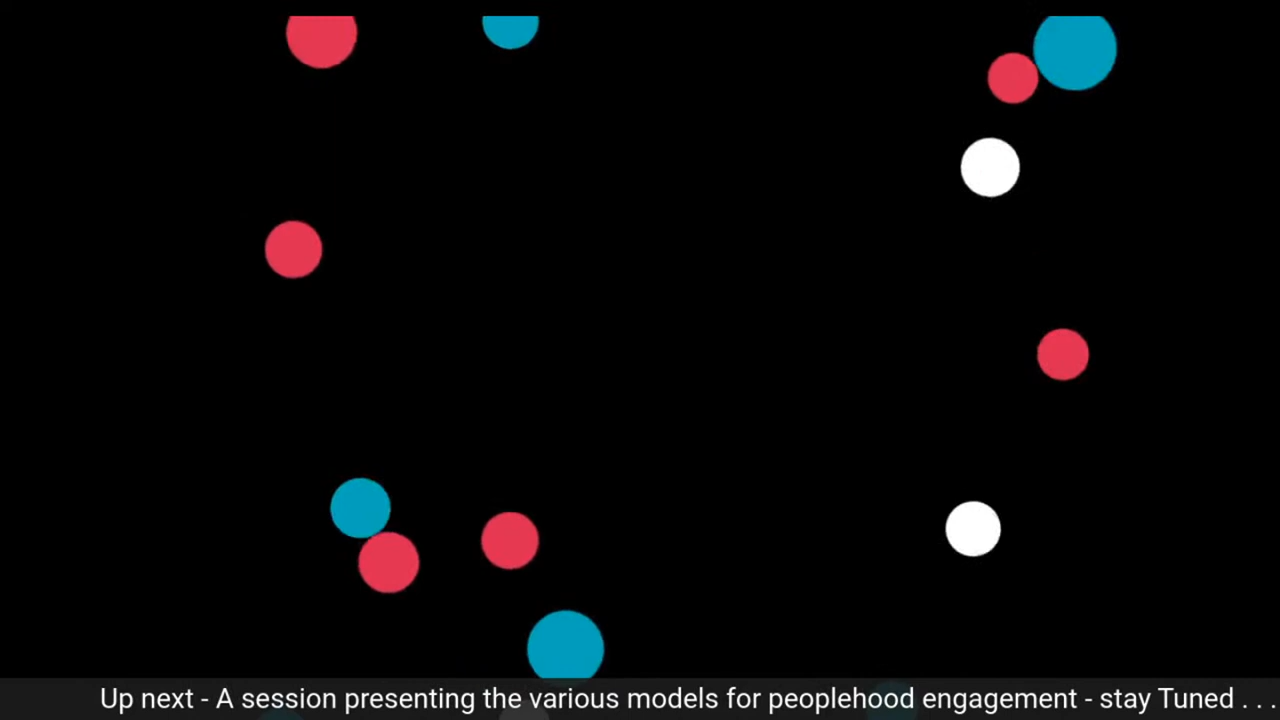 Up next - A session presenting the various models for peoplehood engagement - stay Tuned . . .